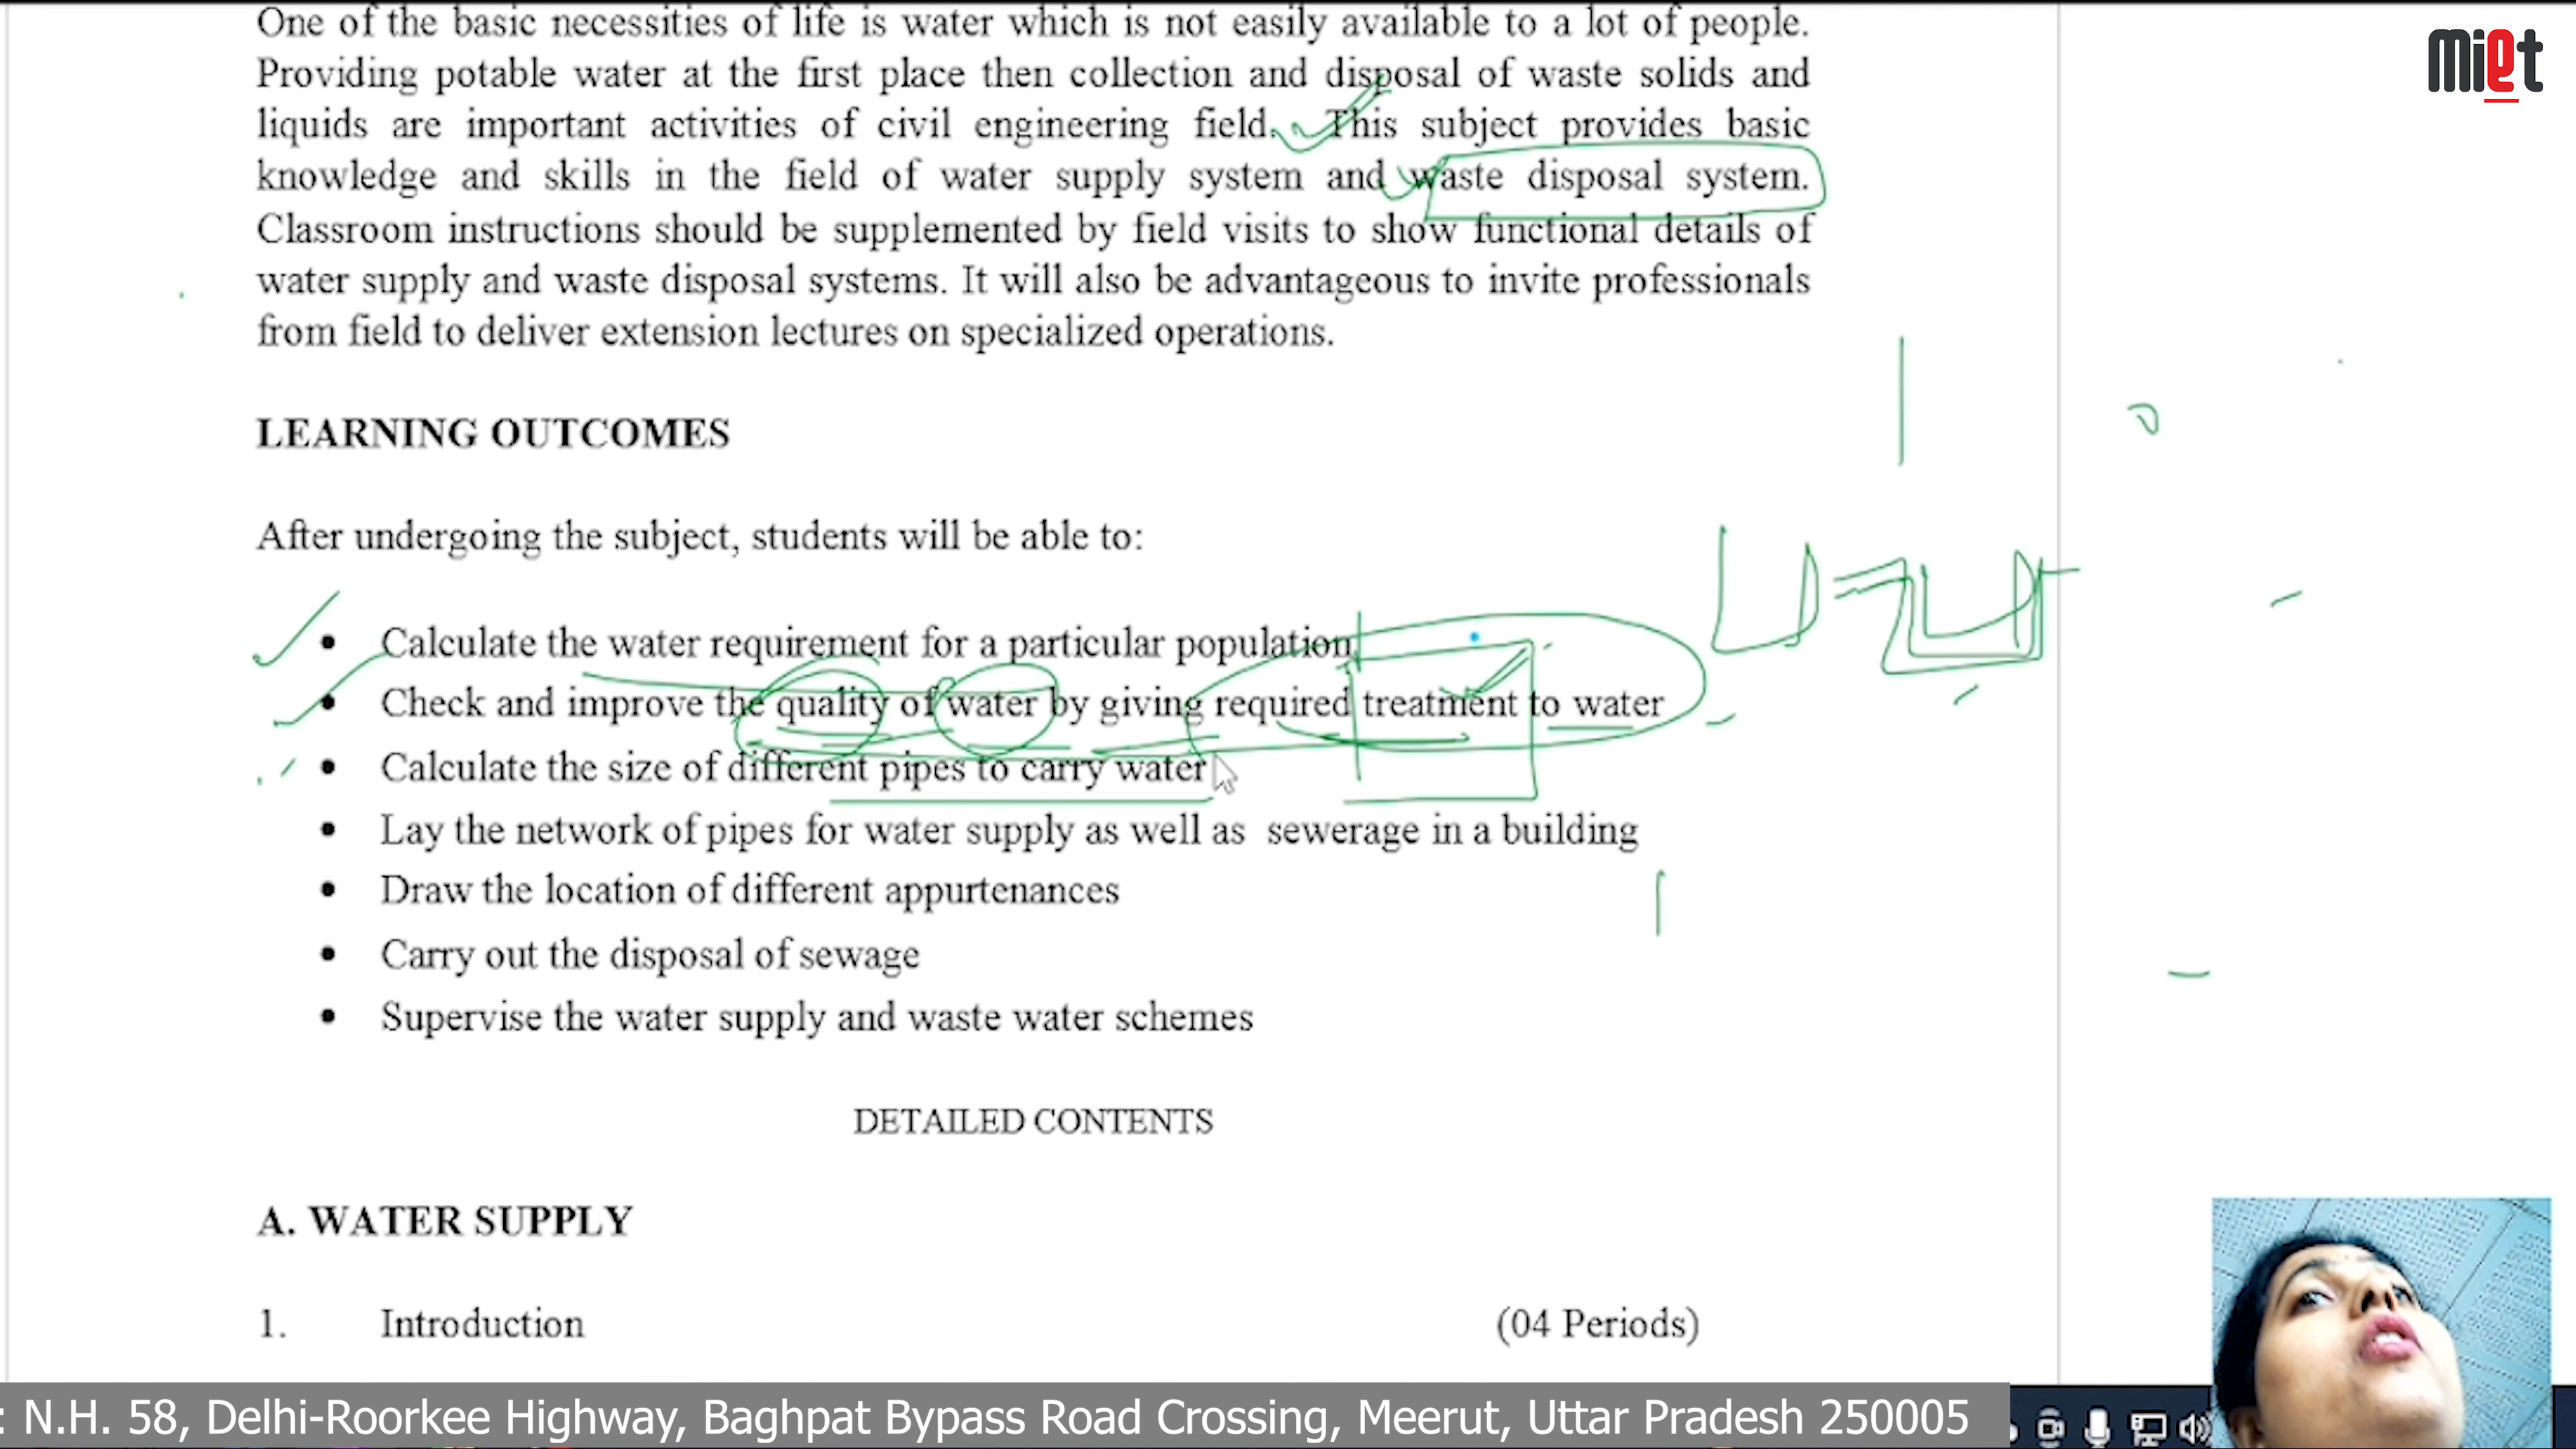 One of the basic necessities of life is water which is not easily available to a lot of people.
miet
Providing potable water at the first place then collection and disposal of waste solids and
liquids are important activities of civil engineering field. This subject provides basic
knowledge and skills in the field of water supply system and waste disposal system.
Classroom instructions should be supplemented by field visits to show functional details of
water supply and waste disposal systems. It will also be advantageous to invite professionals
from field to deliver extension lectures on specialized operations.
LEARNING OUTCOMES
After undergoing the subject, students will be able to:
• Calculate the water requirement for a particular population
• Check and improve the quality of water by giving required treatment to water
• Calculate the size of different pipes to carry water
• Lay the network of pipes for water supply as well as sewerage in a building
• Draw the location of different appurtenances
• Carry out the disposal of sewage
• Supervise the water supply and waste water schemes
DETAILED CONTENTS
A. WATER SUPPLY
1. Introduction (04 Periods)
: N.H. 58, Delhi-Roorkee Highway, Baghpat Bypass Road Crossing, Meerut, Uttar Pradesh 250005